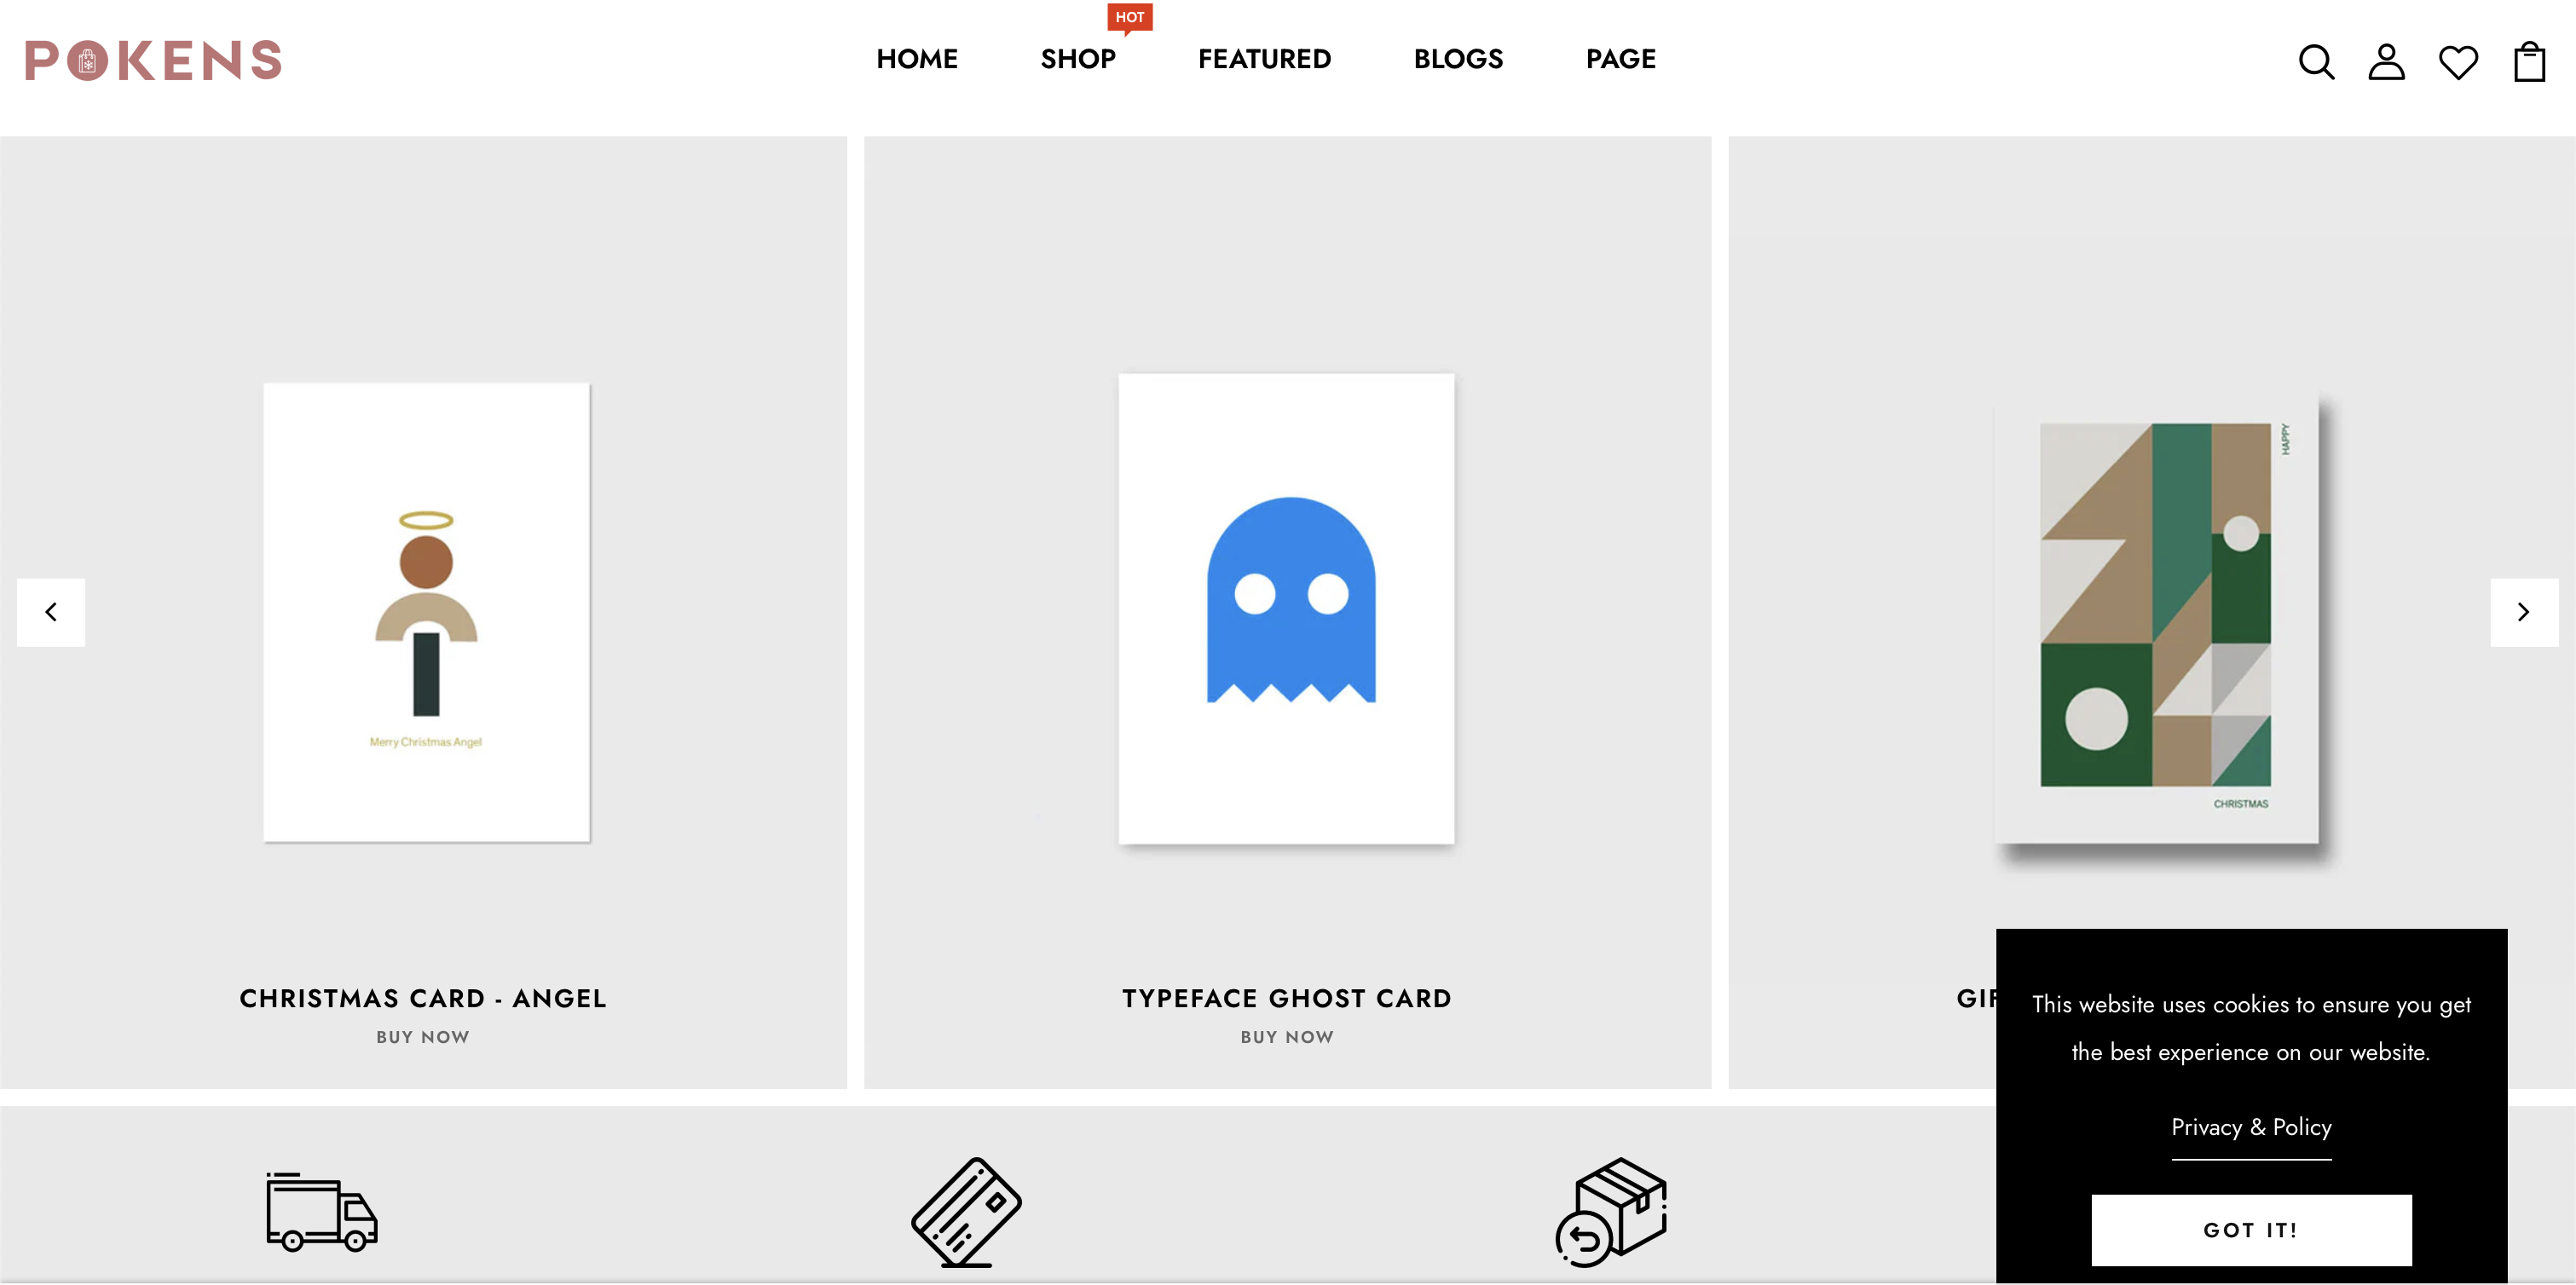 POKENS
HOME
SHOP
HOT
FEATURED
BLOGS
PAGE
Merry Christmas Angel
HAPPY
CHRISTMAS
CHRISTMAS CARD - ANGEL
BUY NOW
TYPEFACE GHOST CARD
BUY NOW
This website uses cookies to ensure you get
the best experience on our website.
Privacy & Policy
GOT IT!